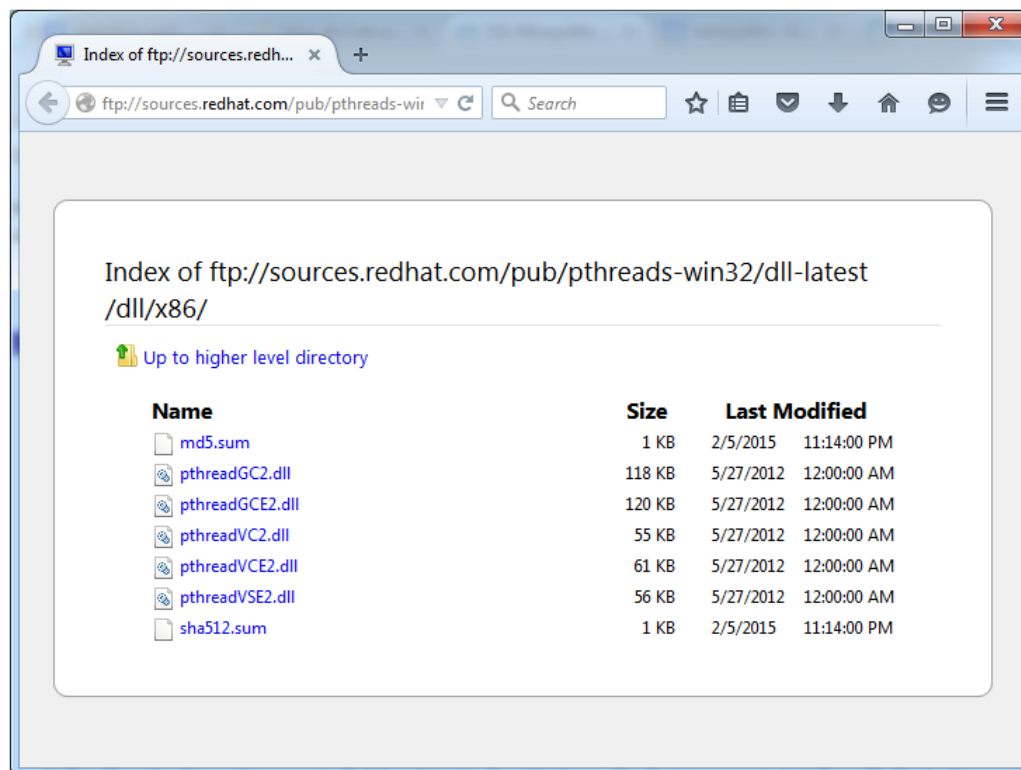 Index of ftp://sources.redh...
ftp://sources.redhat.com/pub/pthreads-wir
Search
Index of ftp://sources.redhat.com/pub/pthreads-win32/dll-latest
/dll/x86/
Up to higher level directory
Name Size Last Modified
md5.sum 1 KB 2/5/2015 11:14:00 PM
pthreadGC2.dll 118 KB 5/27/2012 12:00:00 AM
pthreadGCE2.dll 120 KB 5/27/2012 12:00:00 AM
pthreadVC2.dll 55 KB 5/27/2012 12:00:00 AM
pthreadVCE2.dll 61 KB 5/27/2012 12:00:00 AM
pthreadVSE2.dll 56 KB 5/27/2012 12:00:00 AM
sha512.sum 1 KB 2/5/2015 11:14:00 PM